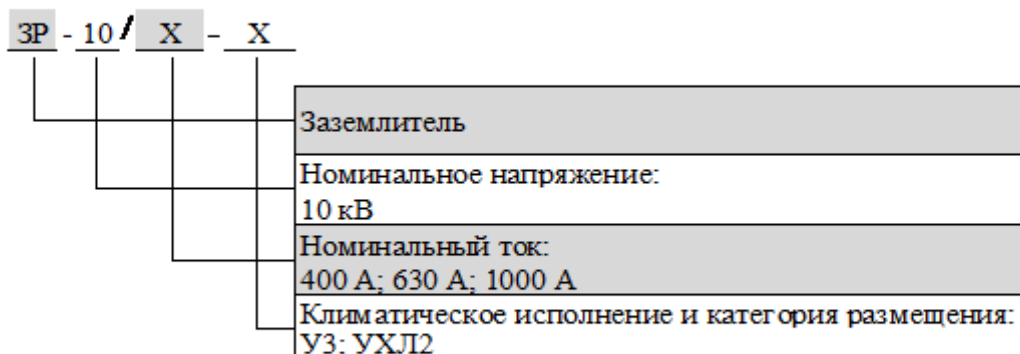 ЗР - 10 / Х - Х
Заземлитель
Номинальное напряжение:
10 кВ
Номинальный ток:
400 А; 630 А; 1000 А
Климатическое исполнение и категория размещения:
У3; УХЛ2